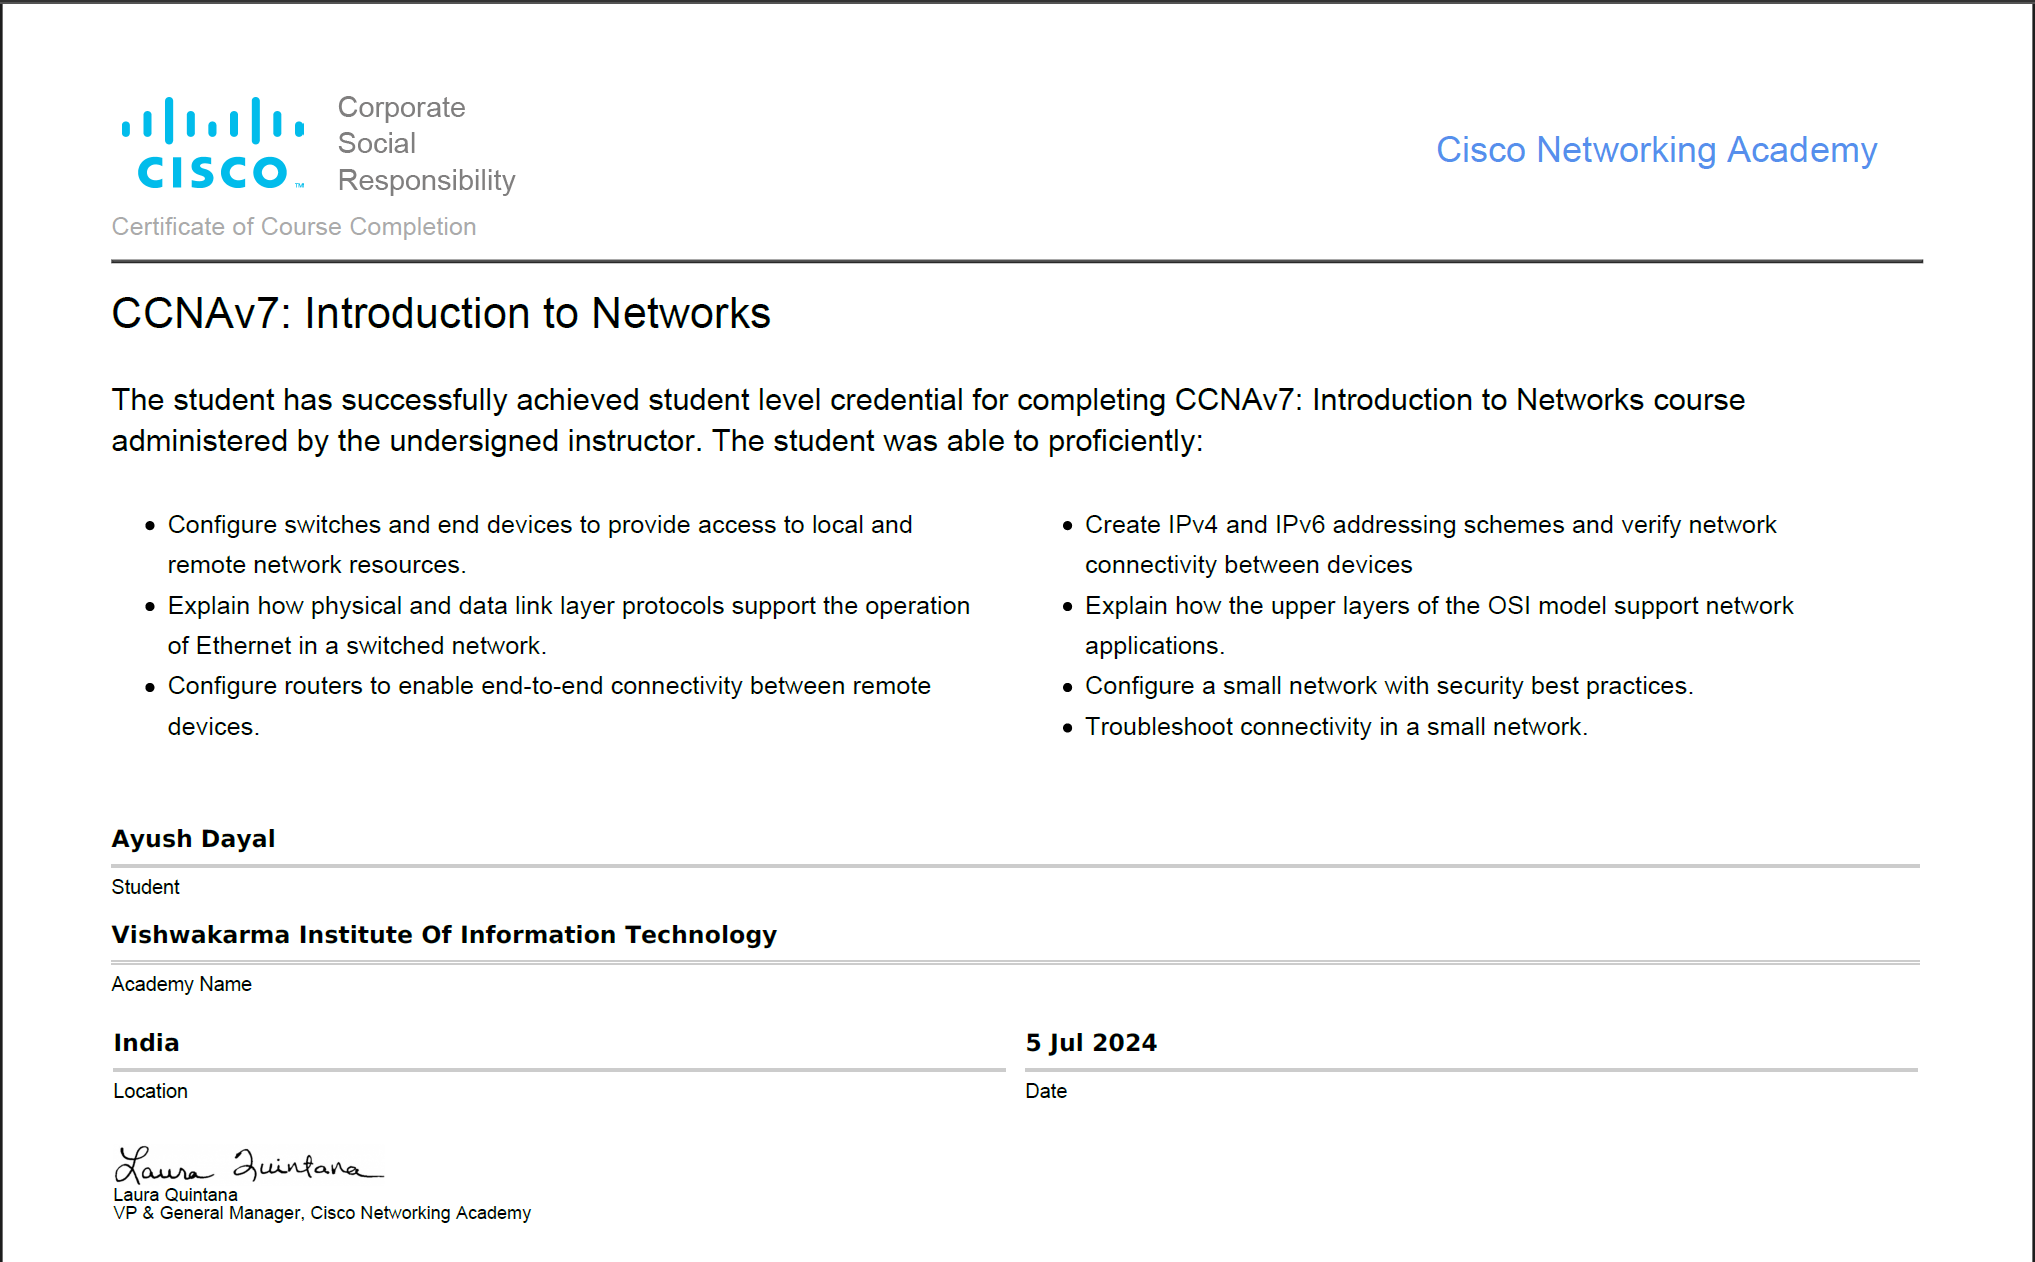 CISCO™
Corporate
Social
Responsibility
Cisco Networking Academy
Certificate of Course Completion
CCNAv7: Introduction to Networks
The student has successfully achieved student level credential for completing CCNAv7: Introduction to Networks course
administered by the undersigned instructor. The student was able to proficiently:
• Configure switches and end devices to provide access to local and
remote network resources.
• Explain how physical and data link layer protocols support the operation
of Ethernet in a switched network.
• Configure routers to enable end-to-end connectivity between remote
devices.
• Create IPv4 and IPv6 addressing schemes and verify network
connectivity between devices
• Explain how the upper layers of the OSI model support network
applications.
• Configure a small network with security best practices.
• Troubleshoot connectivity in a small network.
Ayush Dayal
Student
Vishwakarma Institute Of Information Technology
Academy Name
India
Location
5 Jul 2024
Date
Laura Quintana
Laura Quintana
VP & General Manager, Cisco Networking Academy